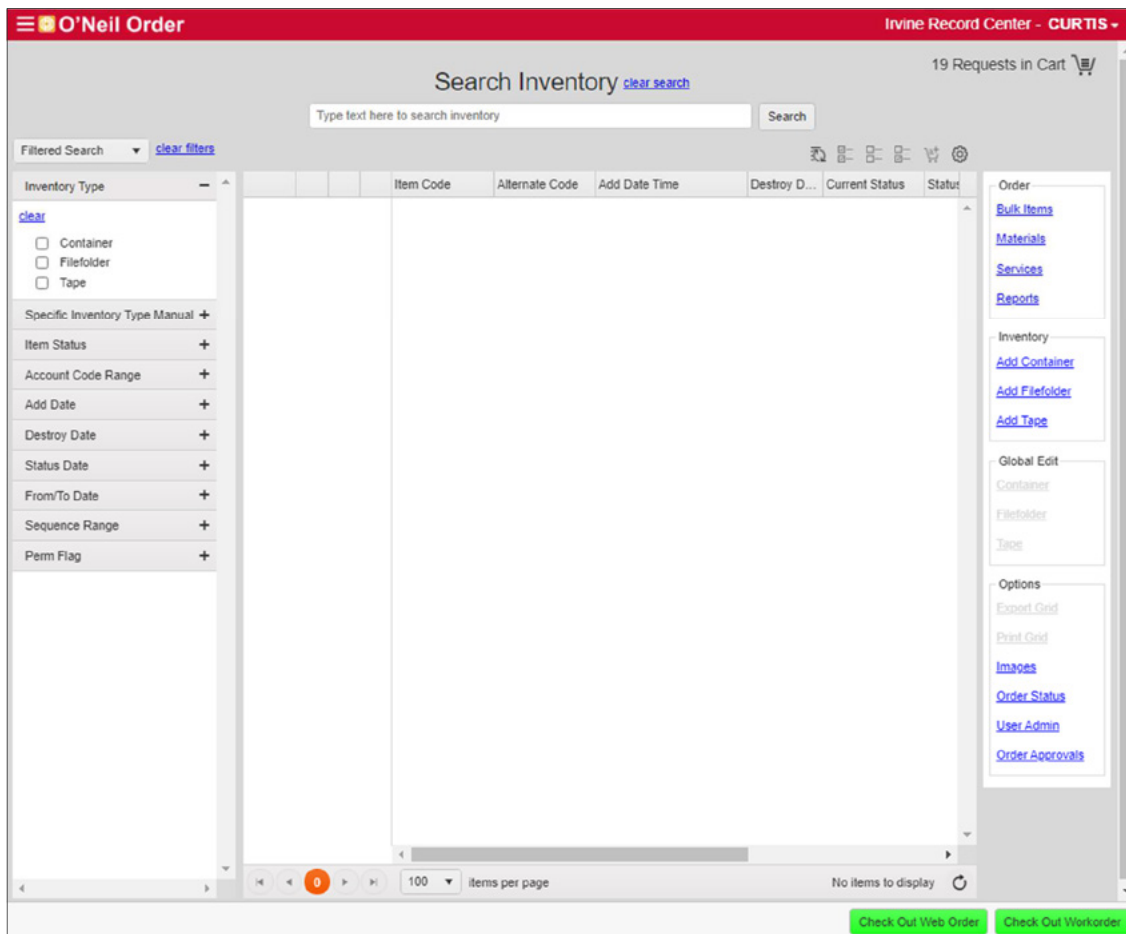 O'Neil Order
Irvine Record Center - CURTIS
19 Requests in Cart
Search Inventory clear search
Type text here to search inventory
Search
Filtered Search
clear filters
Inventory Type
clear
Container
Filefolder
Tape
Specific Inventory Type Manual
Item Status
Account Code Range
Add Date
Destroy Date
Status Date
From/To Date
Sequence Range
Perm Flag
Item Code Alternate Code Add Date Time Destroy D... Current Status Status
0
100
items per page
No items to display
Order
Bulk Items
Materials
Services
Reports
Inventory
Add Container
Add Filefolder
Add Tape
Global Edit
Container
Filefolder
Tape
Options
Export Grid
Print Grid
Images
Order Status
User Admin
Order Approvals
Check Out Web Order
Check Out Workorder